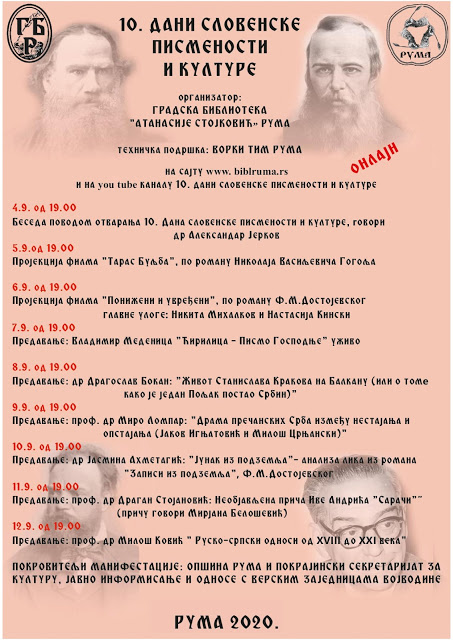 ГБР
РУМА
10. ДАНИ СЛОВЕНСКЕ
ПИСМЕНОСТИ
И КУЛТУРЕ
ОРГАНИЗАТОР:
ГРАДСКА БИБЛИОТЕКА
"АТАНАСИЈЕ СТОЈКОВИЋ" РУМА
ТЕХНИЧКА ПОДРШКА: ВОРКИ ТИМ РУМА
ОНЛАЈН
НА САЈТУ www. biblruma.rs
И НА you tube КАНАЛУ 10. ДАНИ СЛОВЕНСКЕ ПИСМЕНОСТИ И КУЛТУРЕ
4.9. од 19.00
Беседа поводом отварања 10. Дана словенске писмености и културе, говори
др Александар Јерков
5.9.од 19.00
Пројекција филма "Тарас Буљба", по роману Николаја Васиљевича Гогоља
6.9. од 19.00
Пројекција филма "Понижени и увређени", по роману Ф.М.Достојевског
главне улоге: Никита Михалков и Настасија Кински
7.9. од 19.00
Предавање: Владимир Меденица "Ћирилица - Писмо Господње" уживо
8.9. од 19.00
Предавање: др Драгослав Бокан: "Живот Станислава Кракова на Балкану (или о томе
како је један Пољак постао Србин)"
9.9. од 19.00
Предавање: проф. др Миро Ломпар: "Драма пречанских Срба између нестајања и
опстајања (Јаков Игњатовић и Милош Црњански)"
10.9. од 19.00
Предавање: др Јасмина Ахметагић: "Јунак из подземља"- анализа лика из романа
"Записи из подземља", Ф.М.Достојевског
11.9. од 19.00
Предавање: проф. др Драган Стојановић: Необјављена прича Иве Андрића "Сарачи""
(причу говори Мирјана Белошевић)
12.9. од 19.00
Предавање: проф. др Милош Ковић " Руско-српски односи од XVIII до XXI века"
ПОКРОВИТЕЉИ МАНИФЕСТАЦИЈЕ: ОПШИНА РУМА И ПОКРАЈИНСКИ СЕКРЕТАРИЈАТ ЗА
КУЛТУРУ, ЈАВНО ИНФОРМИСАЊЕ И ОДНОСЕ С ВЕРСКИМ ЗАЈЕДНИЦАМА ВОЈВОДИНЕ
РУМА 2020.